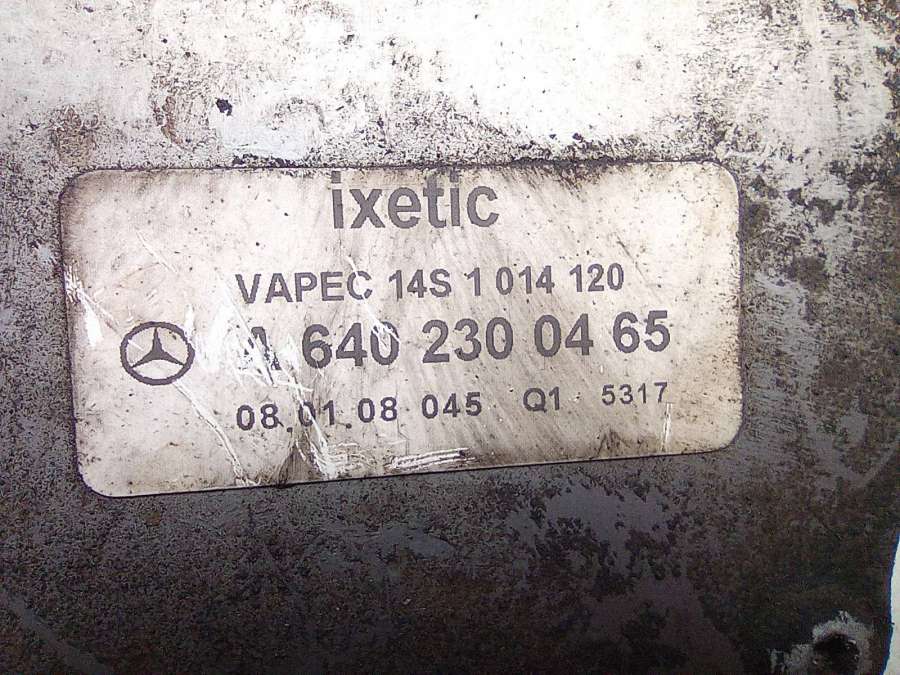 ixetic
VAPEC 14S 1 014 120
A 640 230 04 65
08.01.08 045 Q1 5317